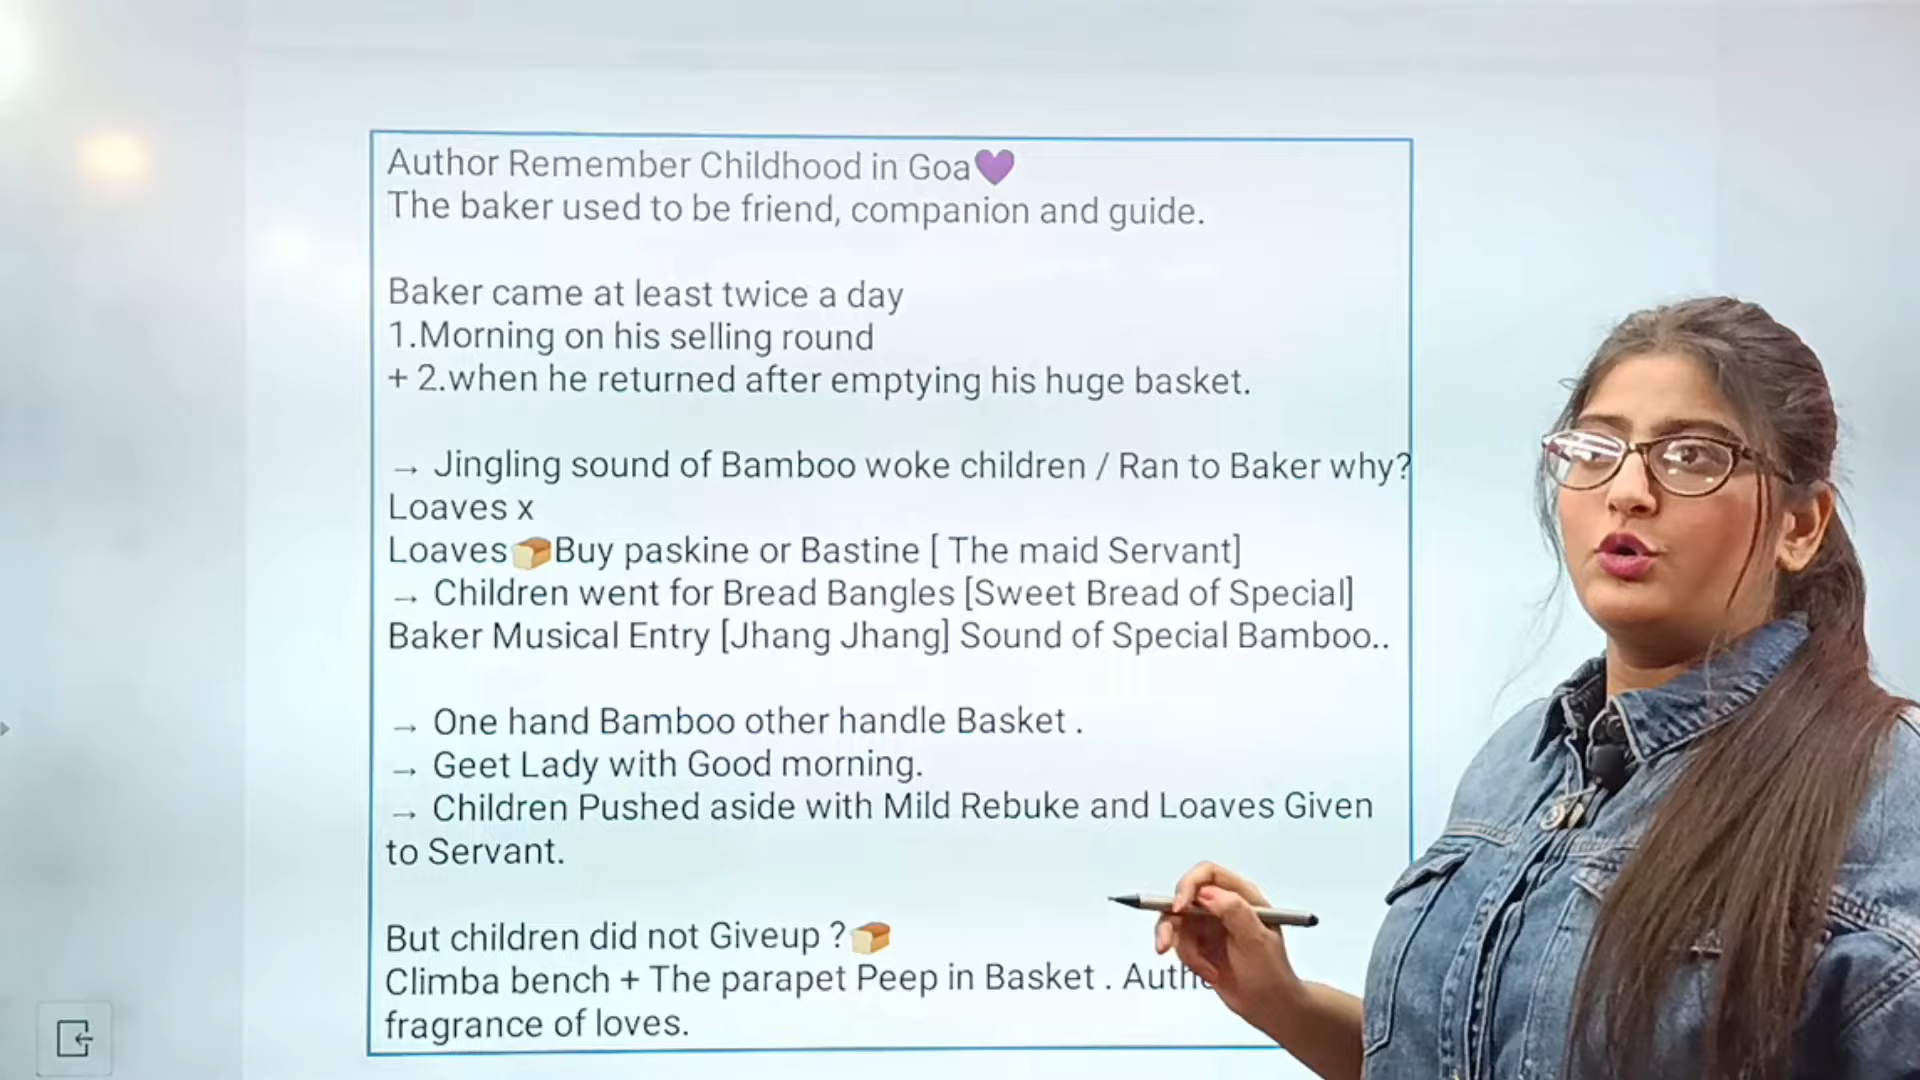 Author Remember Childhood in Goa💜
The baker used to be friend, companion and guide.
Baker came at least twice a day
1.Morning on his selling round
+ 2.when he returned after emptying his huge basket.
→ Jingling sound of Bamboo woke children / Ran to Baker why?
Loaves x
Loaves🍞Buy paskine or Bastine [ The maid Servant]
→ Children went for Bread Bangles [Sweet Bread of Special]
Baker Musical Entry [Jhang Jhang] Sound of Special Bamboo..
→ One hand Bamboo other handle Basket .
→ Geet Lady with Good morning.
→ Children Pushed aside with Mild Rebuke and Loaves Given
to Servant.
But children did not Giveup ?🍞
Climba bench + The parapet Peep in Basket .
fragrance of loves.